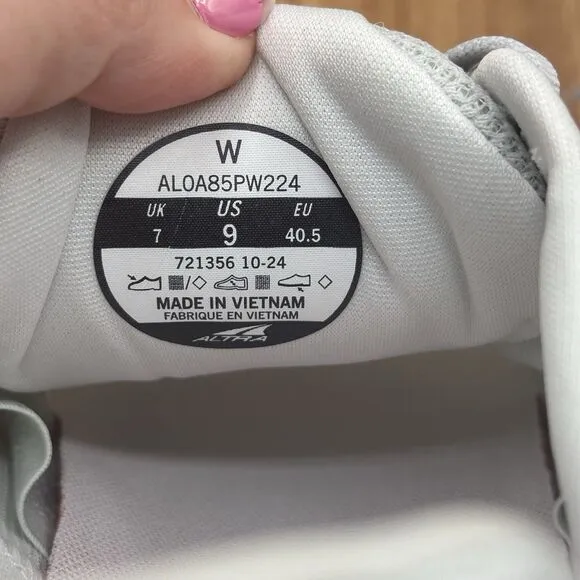 W
AL0A85PW224
UK US EU
7 9 40.5
721356 10-24
MADE IN VIETNAM
FABRIQUE EN VIETNAM
ALTRA